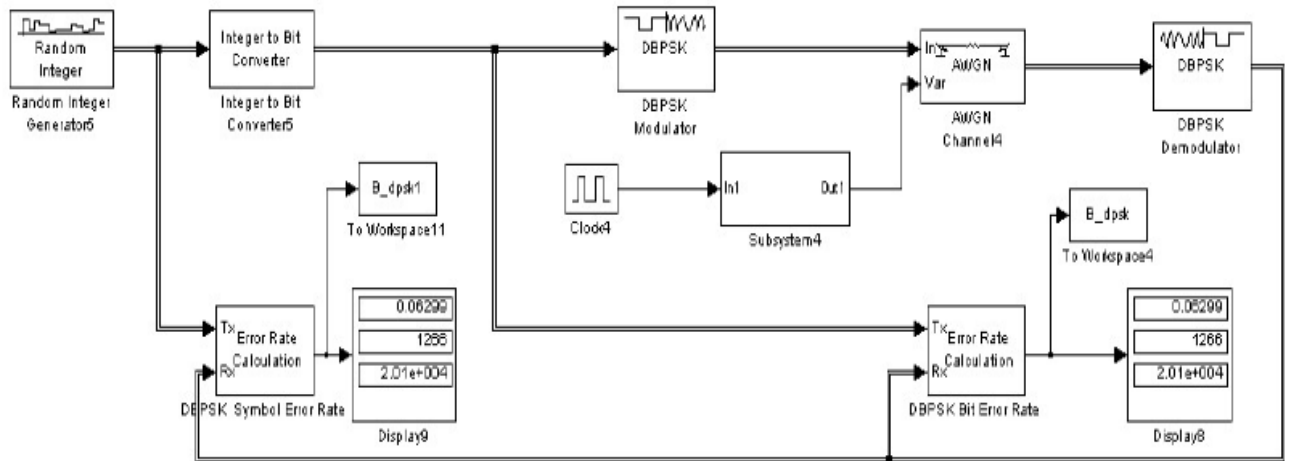 Random
Integer
Random Integer
Generator5
Integer to Bit
Converter
Integer to Bit
Converter5
DBPSK
DBPSK
Modulator
In
Var
AWGN
AWGN
Channel4
DBPSK
DBPSK
Demodulator
B_dpsk1
To Workspace11
Clock4
In1
Out1
Subsystem4
B_dpsk
To Workspace4
Tx
Rx
Error Rate
Calculation
DBPSK Symbol Error Rate
0.06299
1266
2.01e+004
Display9
Tx
Rx
Error Rate
Calculation
DBPSK Bit Error Rate
0.06299
1266
2.01e+004
Display8